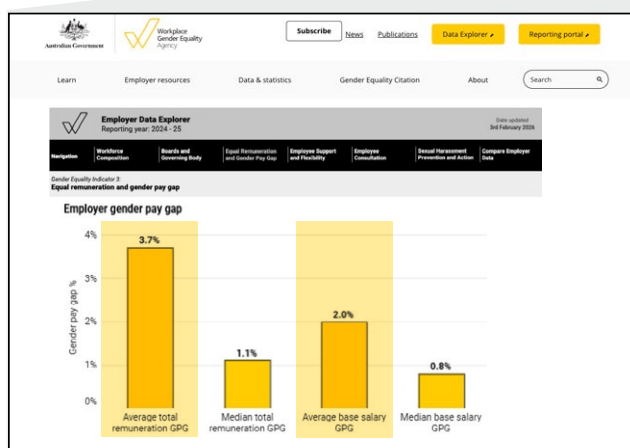 Australian Government
Workplace
Gender Equality
Agency
Subscribe
News
Publications
Data Explorer
Reporting portal
Learn
Employer resources
Data & statistics
Gender Equality Citation
About
Search
Employer Data Explorer
Reporting year: 2024 - 25
Date updated
3rd February 2026
Navigation
Workforce
Composition
Boards and
Governing Body
Equal Remuneration
and Gender Pay Gap
Employee Support
and Flexibility
Employee
Consultation
Sexual Harassment
Prevention and Action
Compare Employer
Data
Gender Equality Indicator 3:
Equal remuneration and gender pay gap
Employer gender pay gap
Gender pay gap %
4%
3%
2%
1%
0%
3.7%
1.1%
2.0%
0.8%
Average total
remuneration GPG
Median total
remuneration GPG
Average base salary
GPG
Median base salary
GPG